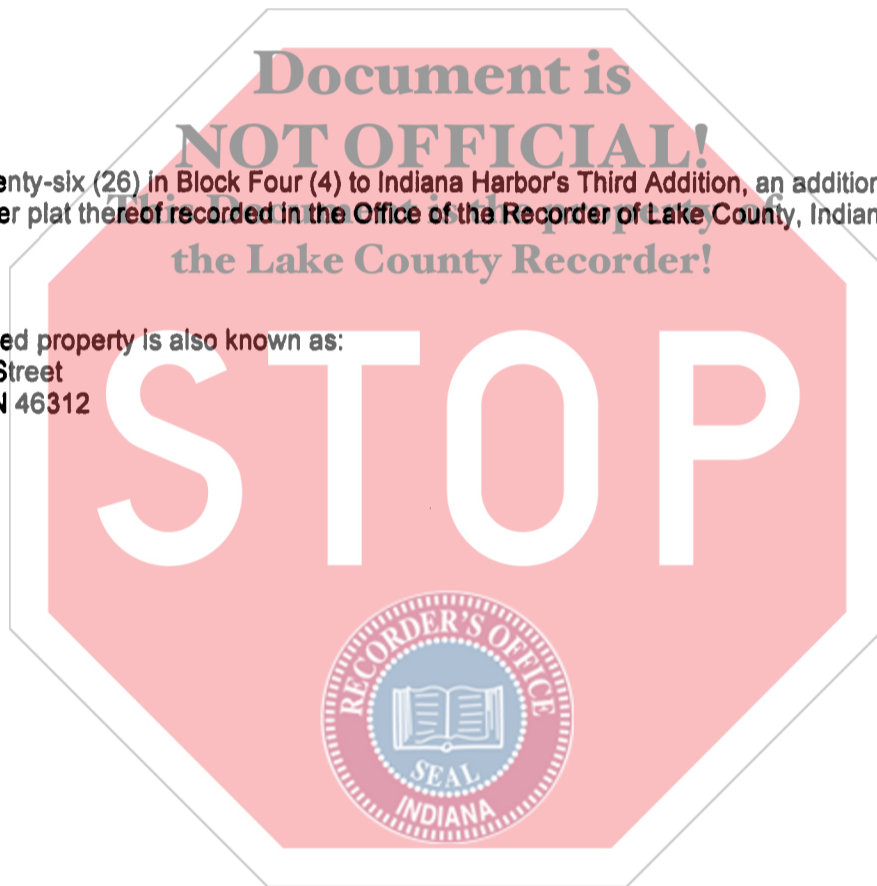 Document is
NOT OFFICIAL!
enty-six (26) in Block Four (4) to Indiana Harbor's Third Addition, an addition
er plat thereof recorded in the Office of the Recorder of Lake County, Indian
This Document is the property of
the Lake County Recorder!
ed property is also known as:
Street
N 46312
STOP
RECORDER'S OFFICE
SEAL
INDIANA